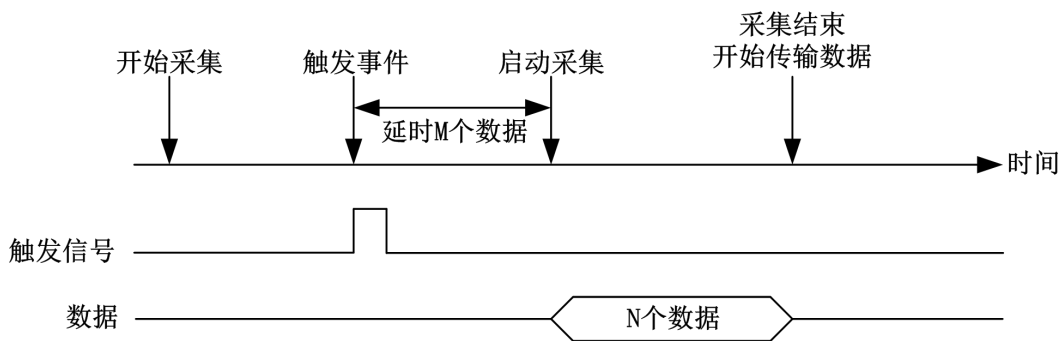 采集结束
开始采集 触发事件 启动采集 开始传输数据
延时M个数据
时间
触发信号
数据 N个数据